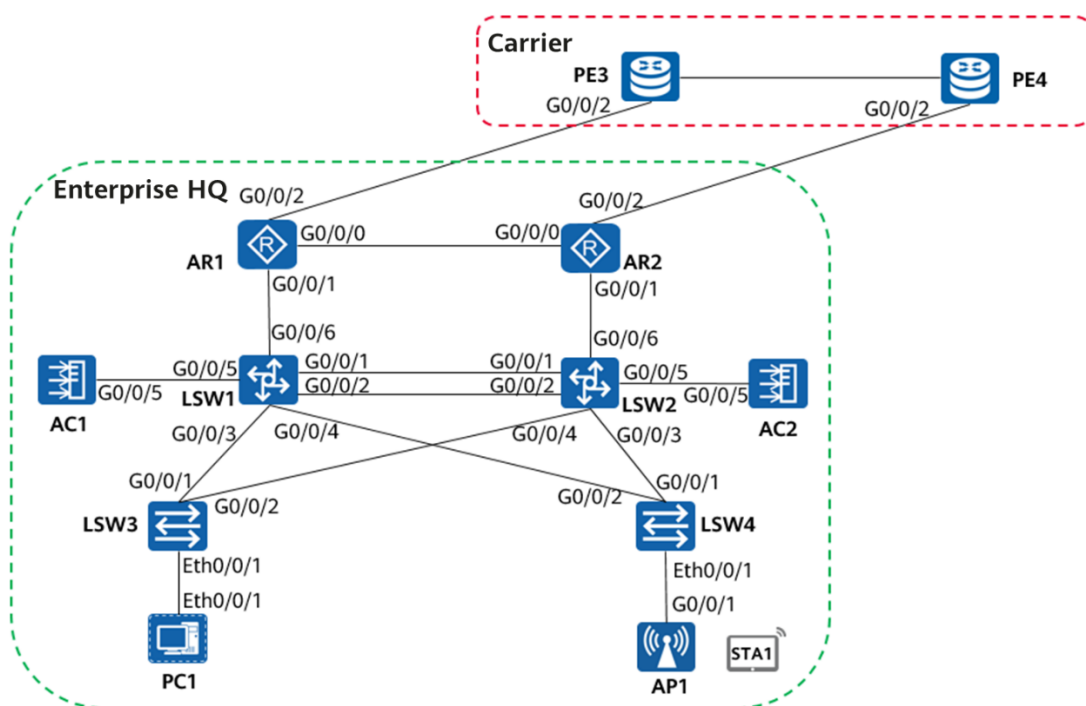 Carrier
PE3
PE4
G0/0/2
G0/0/2
Enterprise HQ
G0/0/2
G0/0/2
R
G0/0/0
G0/0/0
R
AR1
AR2
G0/0/1
G0/0/1
G0/0/6
G0/0/6
G0/0/5
G0/0/1
G0/0/1
G0/0/5
G0/0/5
LSW1
G0/0/2
G0/0/2
LSW2
G0/0/5
AC1
AC2
G0/0/3
G0/0/4
G0/0/4
G0/0/3
G0/0/1
G0/0/1
G0/0/2
G0/0/2
LSW3
LSW4
Eth0/0/1
Eth0/0/1
Eth0/0/1
G0/0/1
STA1
PC1
AP1